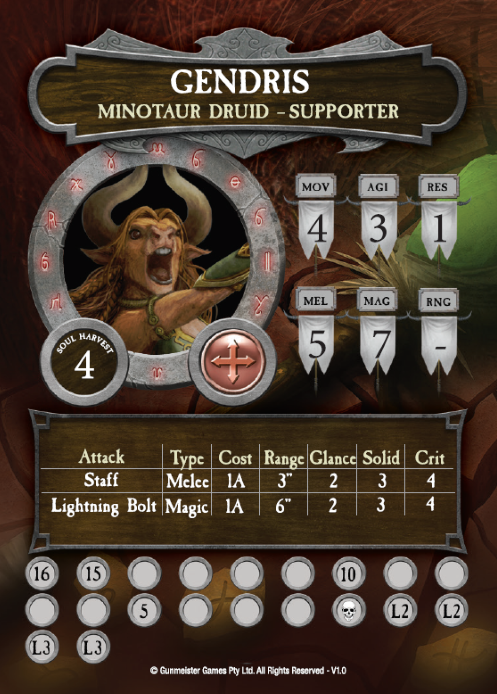 GENDRIS
MINOTAUR DRUID – SUPPORTER
MOV AGI RES
4 3 1
MEL MAG RNG
5 7 -
SOUL HARVEST
4
Attack Type Cost Range Glance Solid Crit
Staff Melee 1A 3" 2 3 4
Lightning Bolt Magic 1A 6" 2 3 4
16 15 10
5 L2 L2
L3 L3
© Gunmeister Games Pty Ltd. All Rights Reserved - V1.0